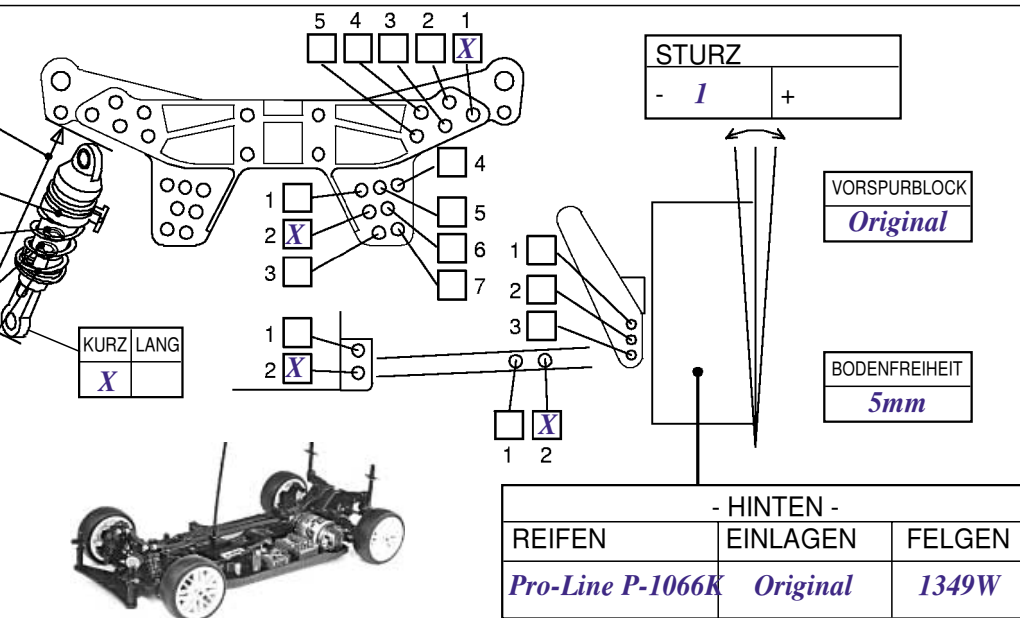 5 4 3 2 1
X
STURZ
- 1 +
4
1
5
2 X
6
3
7
VORSPURBLOCK
Original
1
2
3
KURZ LANG
X
1
2 X
X
1 2
BODENFREIHEIT
5mm
- HINTEN -
REIFEN EINLAGEN FELGEN
Pro-Line P-1066K Original 1349W